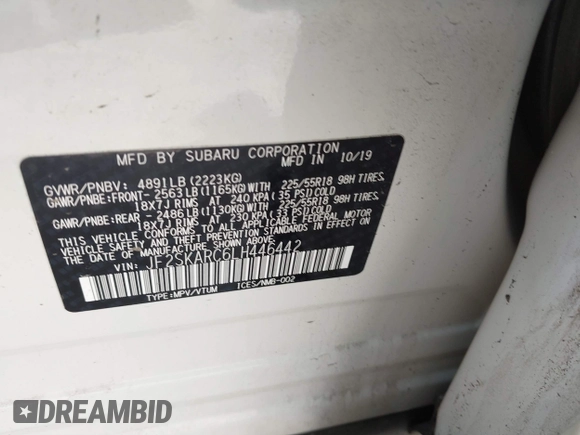 MFD BY SUBARU CORPORATION
MFD IN 10/19
GVWR/PNBV: 4891LB (2223KG)
GAWR/PNBE: FRONT- 2563LB (1165KG) WITH 225/55R18 98H TIRES.
18X7J RIMS AT 240 KPA (35 PSI) COLD
GAWR/PNBE: REAR - 2486LB (1130KG) WITH 225/55R18 98H TIRES.
18X7J RIMS AT 230 KPA (33 PSI) COLD
THIS VEHICLE CONFORMS TO ALL APPLICABLE FEDERAL MOTOR
VEHICLE SAFETY STANDARDS IN EFFECT ON
THE DATE OF MANUFACTURE SHOWN ABOVE.
VIN: JF2SKARC6LH446442
TYPE: MPV/VTUM ICES/NMB-002
DREAMBID